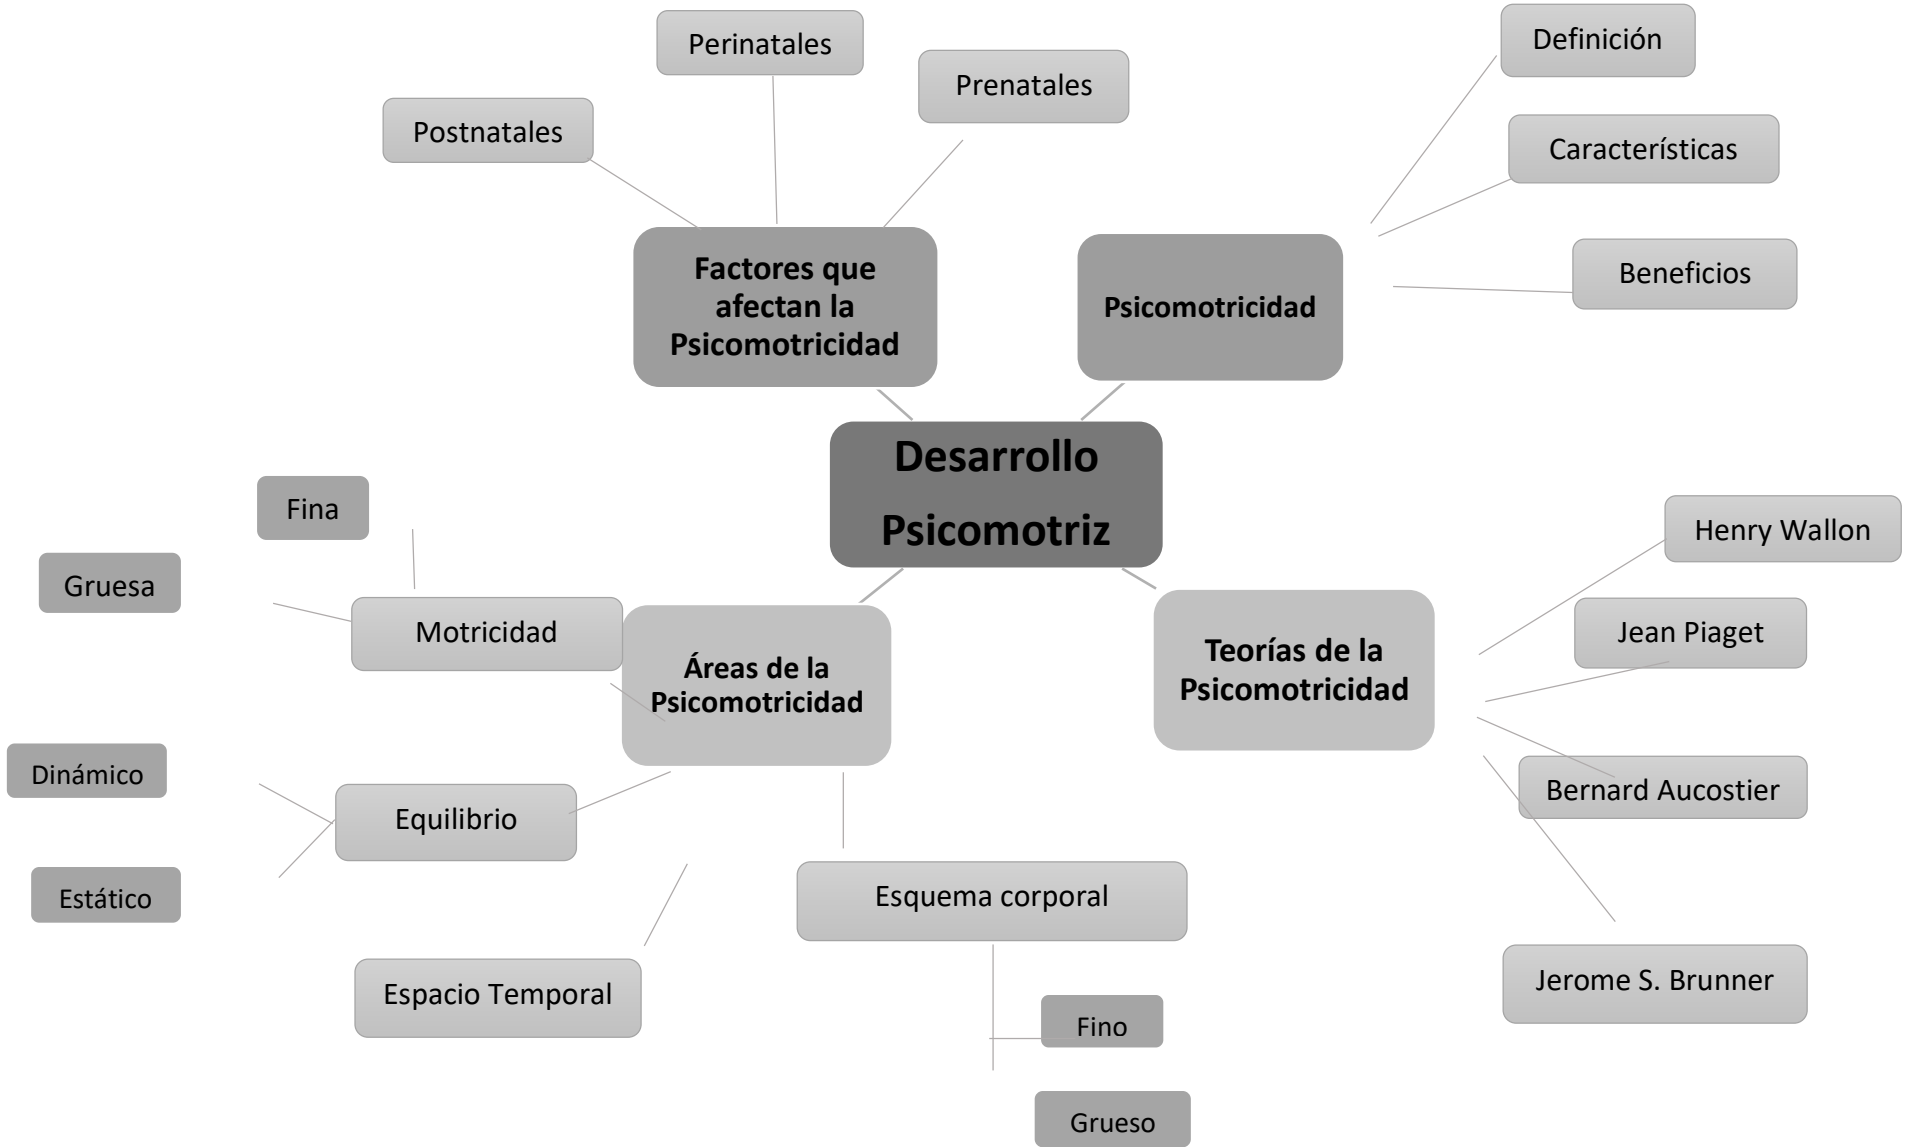 Perinatales
Prenatales
Postnatales
Definición
Características
Beneficios
Factores que
afectan la
Psicomotricidad
Psicomotricidad
Desarrollo
Psicomotriz
Fina
Gruesa
Motricidad
Áreas de la
Psicomotricidad
Dinámico
Equilibrio
Estático
Espacio Temporal
Esquema corporal
Fino
Grueso
Teorías de la
Psicomotricidad
Henry Wallon
Jean Piaget
Bernard Aucostier
Jerome S. Brunner